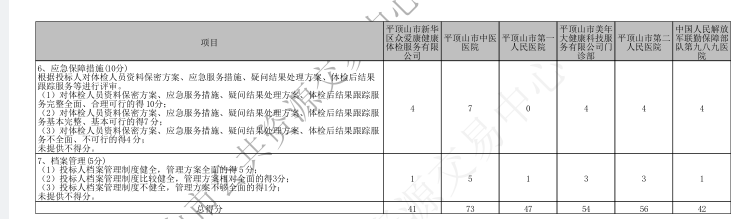 项目
平顶山市新华
区众爱康健康
体检服务有限
公司
平顶山市中医
医院
平顶山市第一
人民医院
平顶山市美年
大健康科技服
务有限公司门
诊部
平顶山市第二
人民医院
中国人民解放
军联勤保障部
队第九八九医
院
6、应急保障措施(10分)
根据投标人对体检人员资料保密方案、应急服务措施、疑问结果处理方案、体检后结果
跟踪服务等进行评审。
（1）对体检人员资料保密方案、应急服务措施、疑问结果处理方案、体检后结果跟踪服
务完整全面、合理可行的得10分；
（2）对体检人员资料保密方案、应急服务措施、疑问结果处理方案、体检后结果跟踪服
务基本完整、基本可行的得7分；
（3）对体检人员资料保密方案、应急服务措施、疑问结果处理方案、体检后结果跟踪服
务不全面、不可行的得4分；
未提供不得分。
4 7 0 4 4 4
7、档案管理(5分)
（1）投标人档案管理制度健全，管理方案全面的得5分；
（2）投标人档案管理制度比较健全，管理方案相对全面的得3分；
（3）投标人档案管理制度不健全，管理方案不够全面的得1分；
未提供不得分。
1 5 1 3 3 1
总得分 41 73 47 54 56 42
公共资源交易中心
资源交易中心